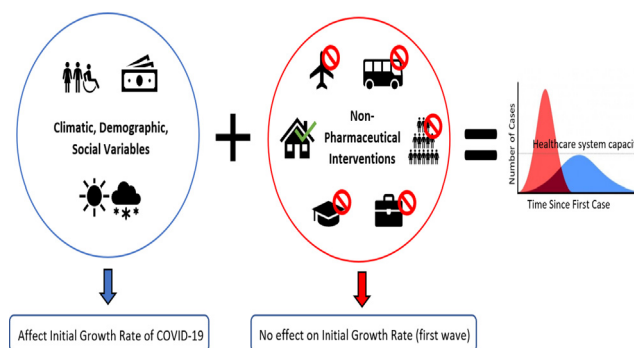 Climatic, Demographic,
Social Variables
Non-
Pharmaceutical
Interventions
Number of Cases
Healthcare system capacit
Time Since First Case
Affect Initial Growth Rate of COVID-19
No effect on Initial Growth Rate (first wave)